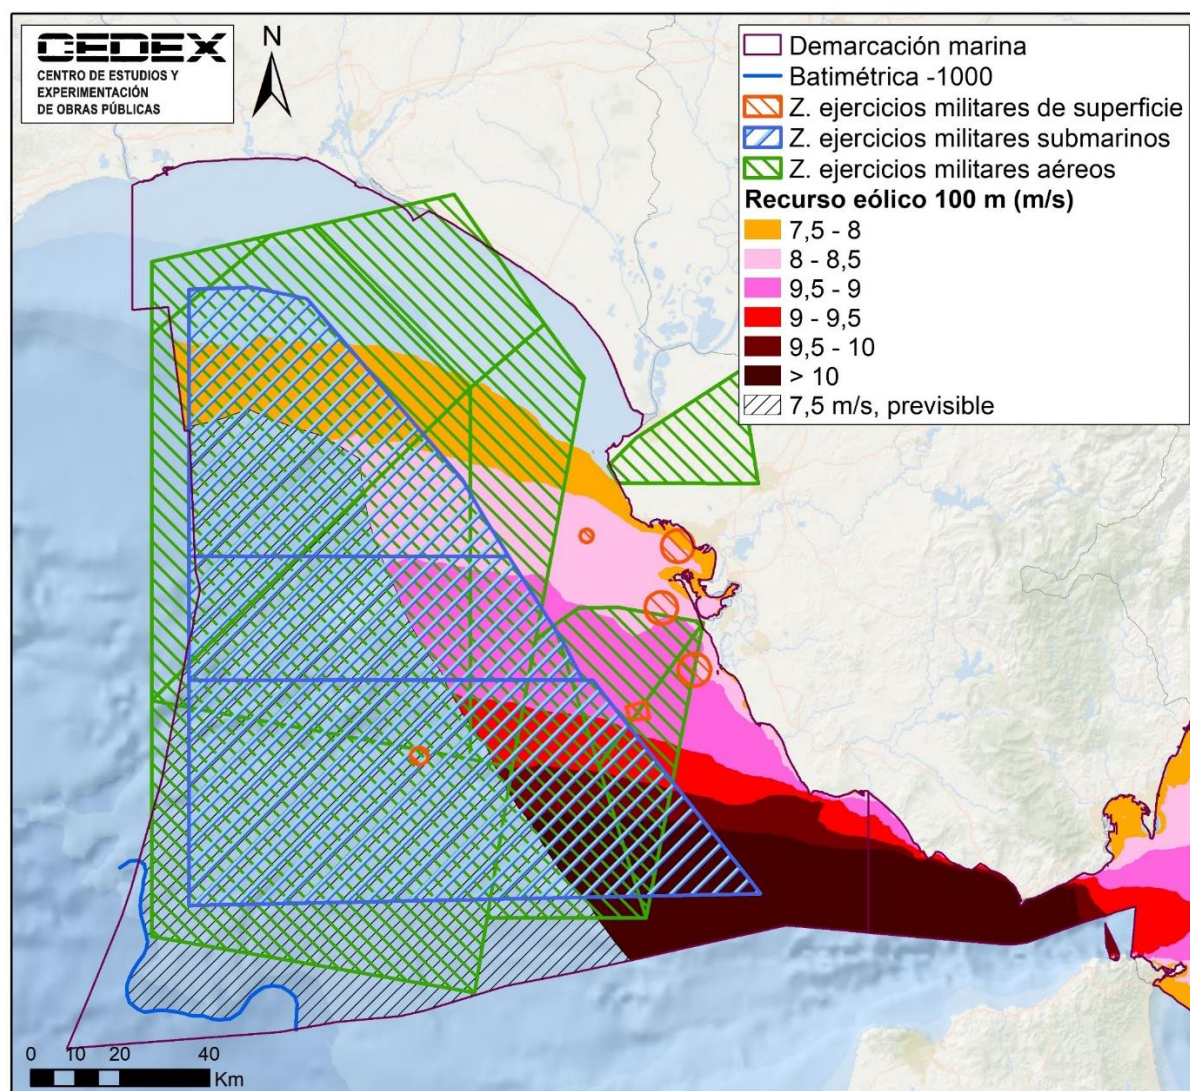 CEDEX
CENTRO DE ESTUDIOS Y
EXPERIMENTACIÓN
DE OBRAS PÚBLICAS
N
Demarcación marina
Batimétrica -1000
Z. ejercicios militares de superficie
Z. ejercicios militares submarinos
Z. ejercicios militares aéreos
Recurso eólico 100 m (m/s)
7,5 - 8
8 - 8,5
9,5 - 9
9 - 9,5
9,5 - 10
> 10
7,5 m/s, previsible
0 10 20 40
Km